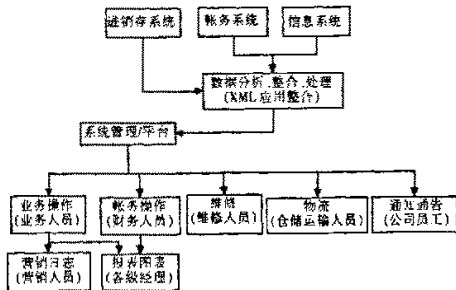 进销存系统
帐务系统
信息系统
数据分析、整合、处理
(XML应用整合)
系统管理/平台
业务操作
(业务人员)
帐务操作
(财务人员)
维修
(维修人员)
物流
(仓储运输人员)
通知通告
(公司员工)
营销日志
(营销人员)
报表图表
(各级经理)